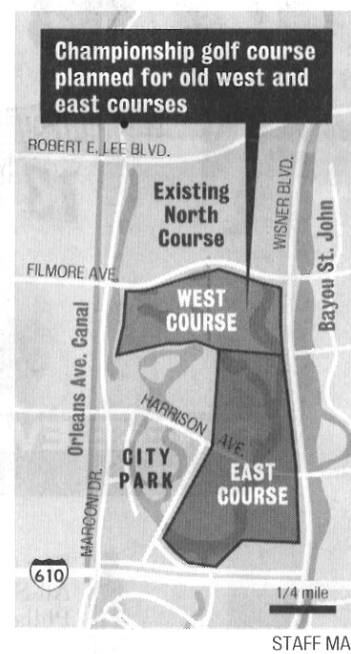 Championship golf course
planned for old west and
east courses
ROBERT E. LEE BLVD.
Existing
North
Course
WISNER BLVD.
Bayou St. John
FILMORE AVE.
WEST
COURSE
Orleans Ave. Canal
HARRISON AVE.
CITY
PARK
EAST
COURSE
MARCONI DR.
610
1/4 mile
STAFF MA